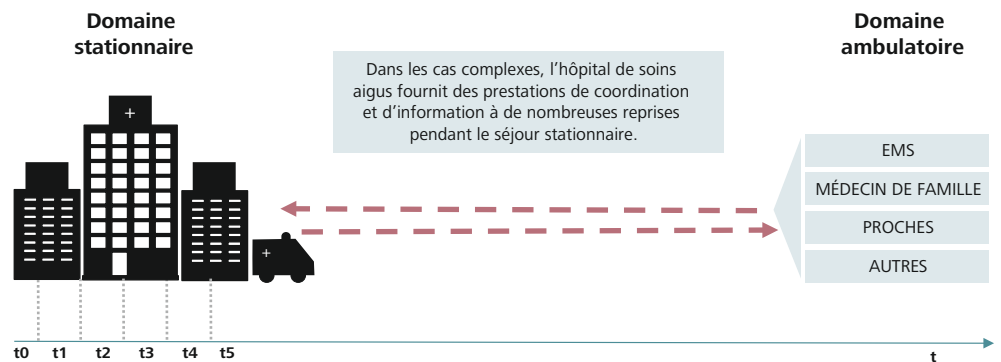 Domaine
stationnaire
Domaine
ambulatoire
Dans les cas complexes, l’hôpital de soins
aigus fournit des prestations de coordination
et d’information à de nombreuses reprises
pendant le séjour stationnaire.
EMS
MÉDECIN DE FAMILLE
PROCHES
AUTRES
t0 t1 t2 t3 t4 t5 t